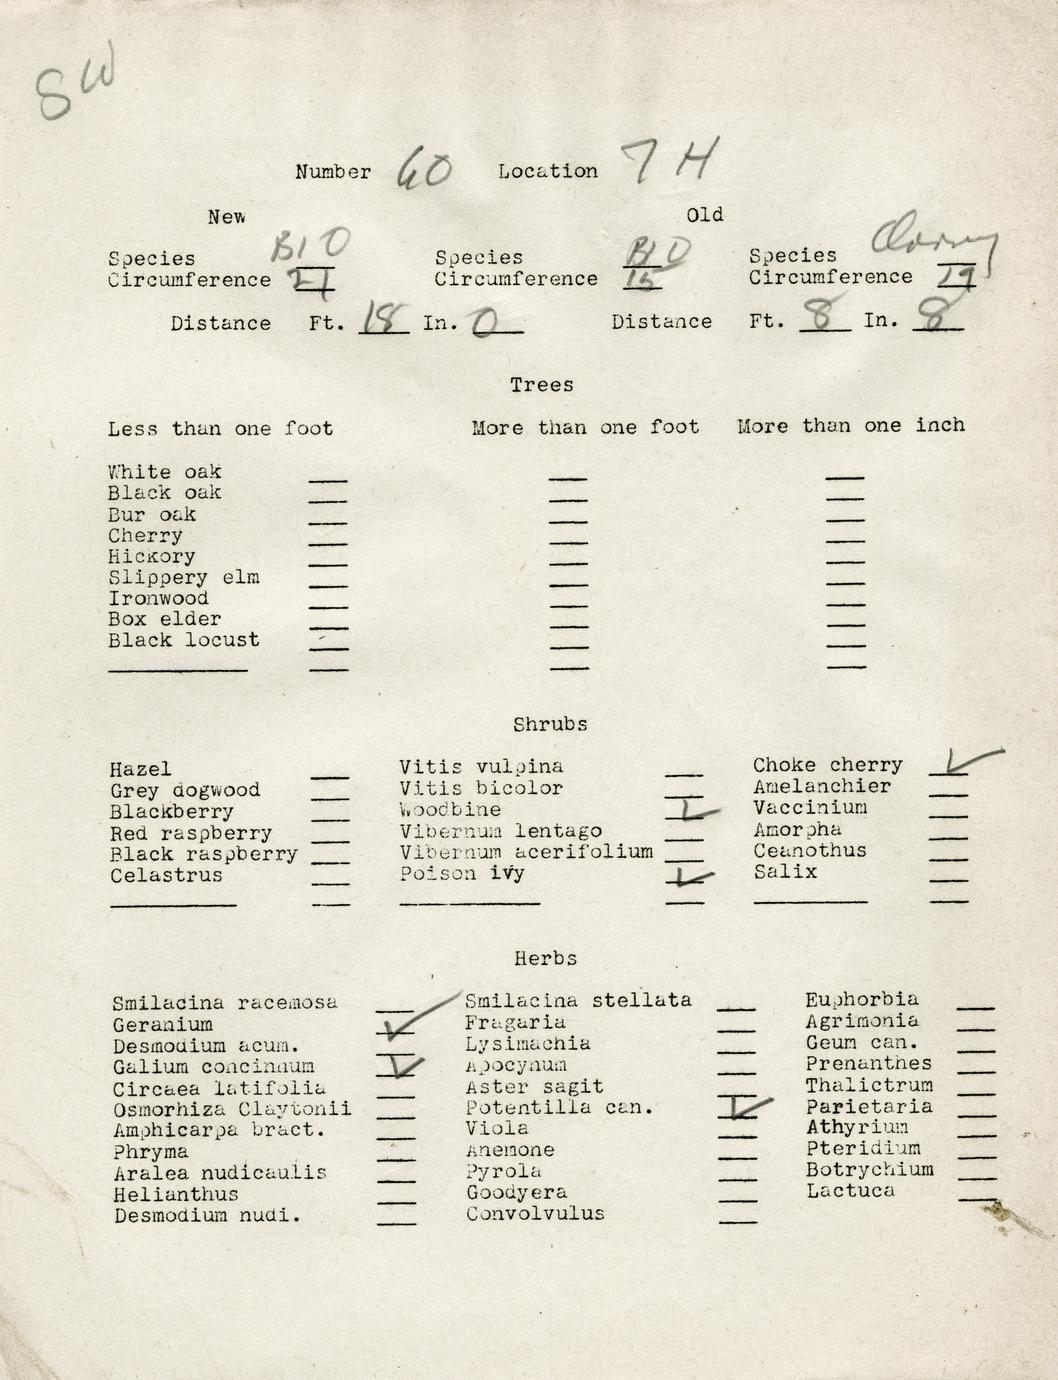 SW
Number 60 Location 7 H
New Old
Species Bl O Species Bl O Species Cherry
Circumference 27 Circumference 15 Circumference 19
Distance Ft. 18 In. 0 Distance Ft. 8 In. 8
Trees
Less than one foot More than one foot More than one inch
White oak
Black oak
Bur oak
Cherry
Hickory
Slippery elm
Ironwood
Box elder
Black locust
Shrubs
Hazel Vitis vulpina Choke cherry ✓
Grey dogwood Vitis bicolor Amelanchier
Blackberry Woodbine ✓ Vaccinium
Red raspberry Vibernum lentago Amorpha
Black raspberry Vibernum acerifolium Ceanothus
Celastrus Poison ivy ✓ Salix
Herbs
Smilacina racemosa Smilacina stellata Euphorbia
Geranium ✓ Fragaria Agrimonia
Desmodium acum. Lysimachia Geum can.
Galium concinnum ✓ Apocynum Prenanthes
Circaea latifolia Aster sagit Thalictrum
Osmorhiza Claytonii Potentilla can. ✓ Parietaria
Amphicarpa bract. Viola Athyrium
Phryma Anemone Pteridium
Aralea nudicaulis Pyrola Botrychium
Helianthus Goodyera Lactuca
Desmodium nudi. Convolvulus